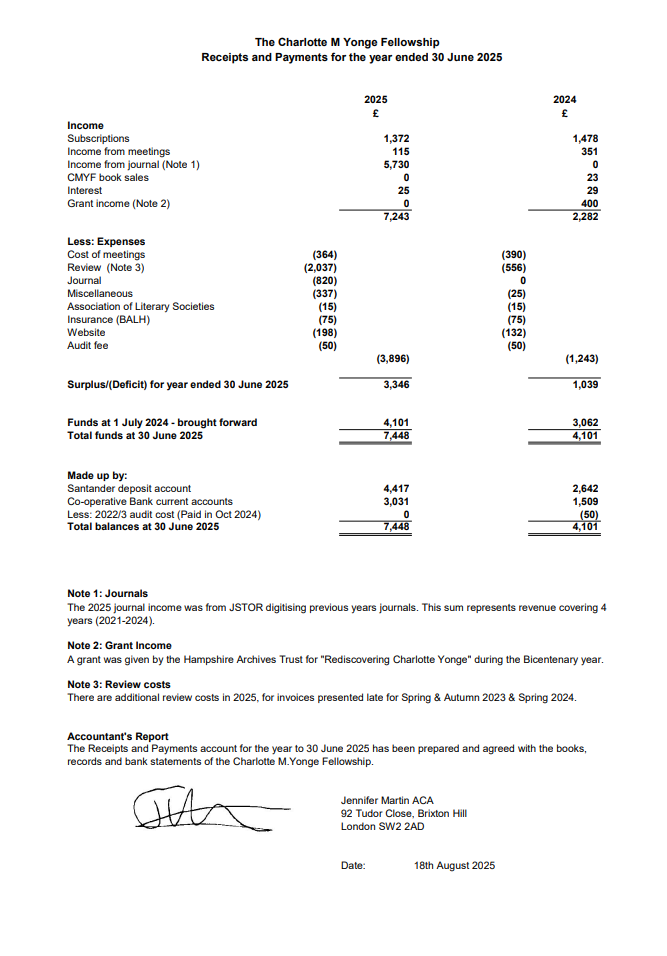 The Charlotte M Yonge Fellowship
Receipts and Payments for the year ended 30 June 2025
2025 2024
£ £
Income
Subscriptions 1,372 1,478
Income from meetings 115 351
Income from journal (Note 1) 5,730 0
CMYF book sales 0 23
Interest 25 29
Grant income (Note 2) 0 400
7,243 2,282
Less: Expenses
Cost of meetings (364) (390)
Review (Note 3) (2,037) (556)
Journal (820) 0
Miscellaneous (337) (25)
Association of Literary Societies (15) (15)
Insurance (BALH) (75) (75)
Website (198) (132)
Audit fee (50) (50)
(3,896) (1,243)
Surplus/(Deficit) for year ended 30 June 2025 3,346 1,039
Funds at 1 July 2024 - brought forward 4,101 3,062
Total funds at 30 June 2025 7,448 4,101
Made up by:
Santander deposit account 4,417 2,642
Co-operative Bank current accounts 3,031 1,509
Less: 2022/3 audit cost (Paid in Oct 2024) 0 (50)
Total balances at 30 June 2025 7,448 4,101
Note 1: Journals
The 2025 journal income was from JSTOR digitising previous years journals. This sum represents revenue covering 4
years (2021-2024).
Note 2: Grant Income
A grant was given by the Hampshire Archives Trust for "Rediscovering Charlotte Yonge" during the Bicentenary year.
Note 3: Review costs
There are additional review costs in 2025, for invoices presented late for Spring & Autumn 2023 & Spring 2024.
Accountant's Report
The Receipts and Payments account for the year to 30 June 2025 has been prepared and agreed with the books,
records and bank statements of the Charlotte M.Yonge Fellowship.
Jennifer Martin ACA
92 Tudor Close, Brixton Hill
London SW2 2AD
Date: 18th August 2025